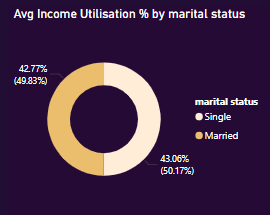 Avg Income Utilisation % by marital status
42.77%
(49.83%)
marital status
Single
Married
43.06%
(50.17%)